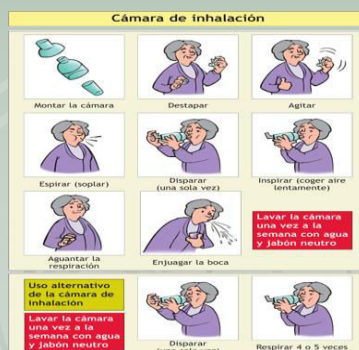 Cámara de inhalación
Montar la cámara
Destapar
Agitar
Espirar (soplar)
Disparar
(una sola vez)
Inspirar (coger aire
lentamente)
Aguantar la
respiración
Enjuagar la boca
Lavar la cámara
una vez a la
semana con agua
y jabón neutro
Uso alternativo
de la cámara de
inhalación
Lavar la cámara
una vez a la
semana con agua
y jabón neutro
Disparar
(una sola vez)
Respirar 4 o 5 veces